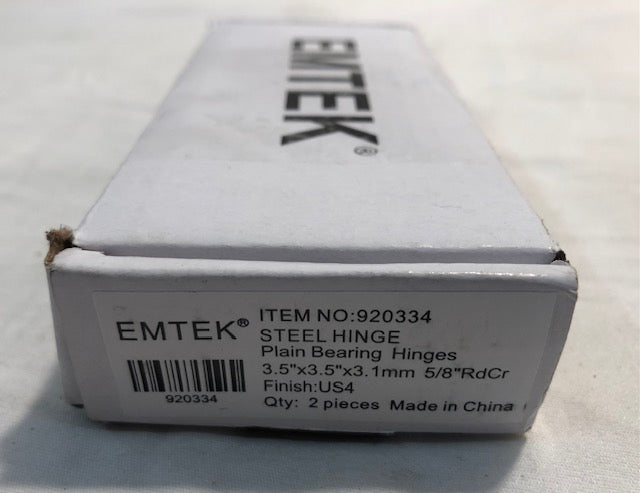 EMTEK®
EMTEK®
ITEM NO:920334
STEEL HINGE
Plain Bearing Hinges
3.5"x3.5"x3.1mm 5/8"RdCr
Finish:US4
Qty: 2 pieces Made in China
920334